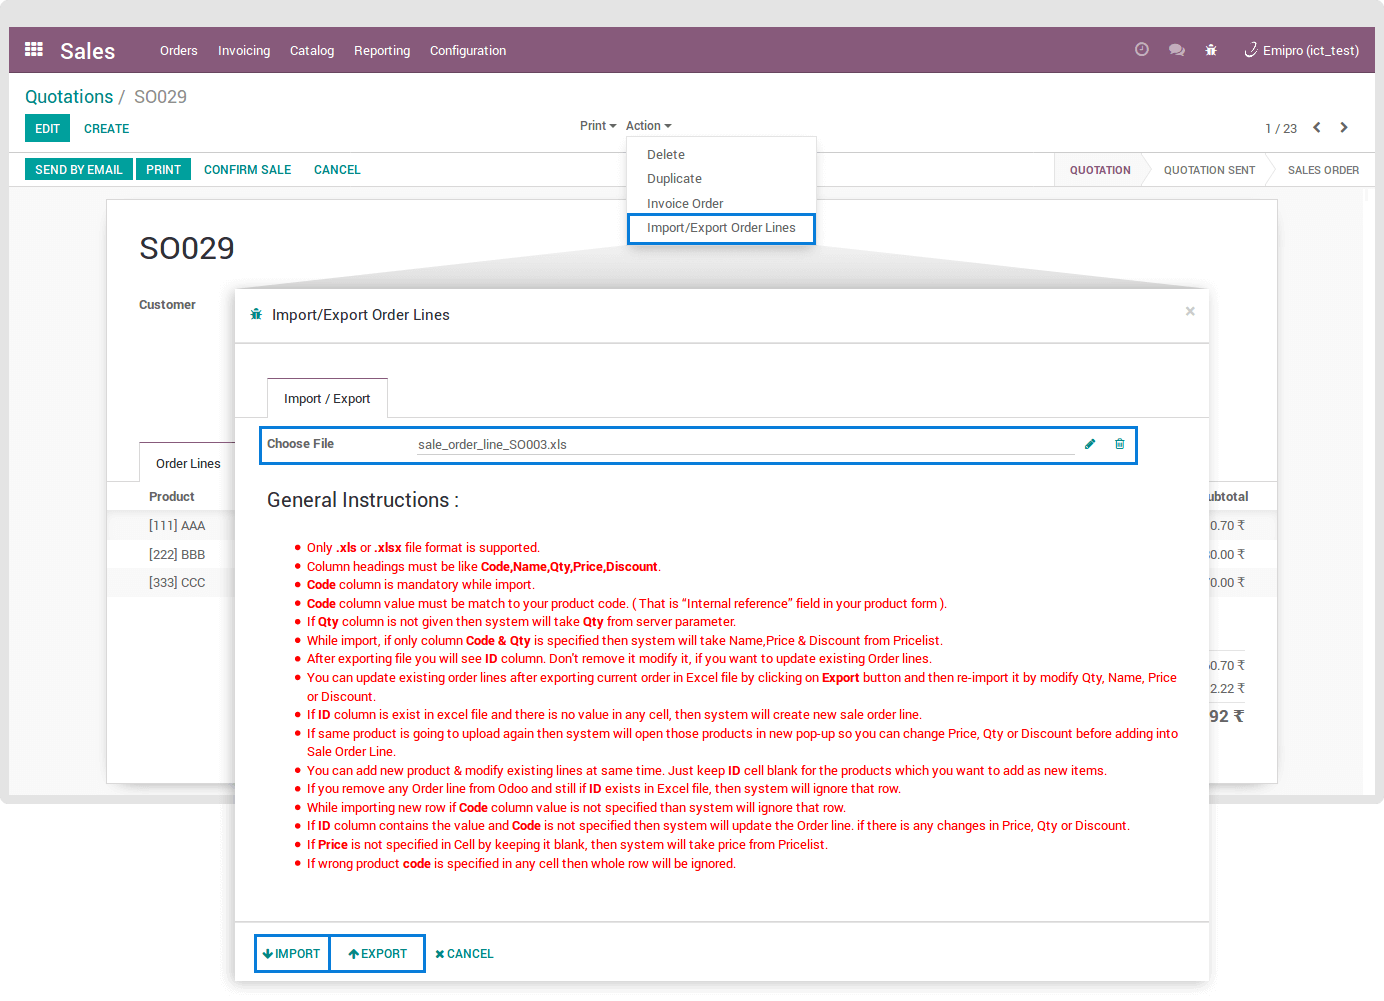 Sales Orders Invoicing Catalog Reporting Configuration Emipro (ict_test)
Quotations / SO029
EDIT CREATE Print Action 1 / 23
Delete
Duplicate
Invoice Order
Import/Export Order Lines
SEND BY EMAIL PRINT CONFIRM SALE CANCEL QUOTATION QUOTATION SENT SALES ORDER
SO029
Customer
Order Lines
Product ubtotal
[111] AAA 0.70 ₹
[222] BBB 0.00 ₹
[333] CCC 0.00 ₹
0.70 ₹
2.22 ₹
92 ₹
Import/Export Order Lines ×
Import / Export
Choose File sale_order_line_SO003.xls
General Instructions :
Only .xls or .xlsx file format is supported.
Column headings must be like Code,Name,Qty,Price,Discount.
Code column is mandatory while import.
Code column value must be match to your product code. ( That is “Internal reference” field in your product form ).
If Qty column is not given then system will take Qty from server parameter.
While import, if only column Code & Qty is specified then system will take Name,Price & Discount from Pricelist.
After exporting file you will see ID column. Don't remove it modify it, if you want to update existing Order lines.
You can update existing order lines after exporting current order in Excel file by clicking on Export button and then re-import it by modify Qty, Name, Price
or Discount.
If ID column is exist in excel file and there is no value in any cell, then system will create new sale order line.
If same product is going to upload again then system will open those products in new pop-up so you can change Price, Qty or Discount before adding into
Sale Order Line.
You can add new product & modify existing lines at same time. Just keep ID cell blank for the products which you want to add as new items.
If you remove any Order line from Odoo and still if ID exists in Excel file, then system will ignore that row.
While importing new row if Code column value is not specified than system will ignore that row.
If ID column contains the value and Code is not specified then system will update the Order line. if there is any changes in Price, Qty or Discount.
If Price is not specified in Cell by keeping it blank, then system will take price from Pricelist.
If wrong product code is specified in any cell then whole row will be ignored.
IMPORT EXPORT CANCEL